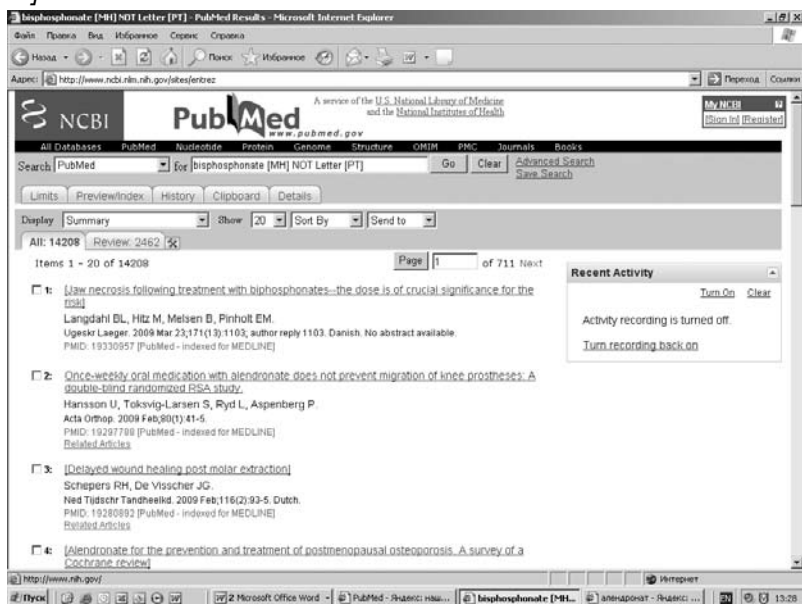 bisphosphonate [MH] NOT Letter [PT] - PubMed Results - Microsoft Internet Explorer
Файл Правка Вид Избранное Сервис Справка
Назад Поиск Избранное
Адрес: http://www.ncbi.nlm.nih.gov/sites/entrez Переход Ссылки
NCBI PubMed A service of the U.S. National Library of Medicine
and the National Institutes of Health
www.pubmed.gov
My NCBI
[Sign In] [Register]
All Databases PubMed Nucleotide Protein Genome Structure OMIM PMC Journals Books
Search PubMed for bisphosphonate [MH] NOT Letter [PT] Go Clear Advanced Search
Save Search
Limits Preview/Index History Clipboard Details
Display Summary Show 20 Sort By Send to
All: 14208 Review: 2462
Items 1 - 20 of 14208 Page 1 of 711 Next
Recent Activity
Turn On Clear
Activity recording is turned off.
Turn recording back on
1: [Jaw necrosis following treatment with biphosphonates--the dose is of crucial significance for the
risk]
Langdahl BL, Hitz M, Melsen B, Pinholt EM.
Ugeskr Laeger. 2009 Mar 23;171(13):1103; author reply 1103. Danish. No abstract available.
PMID: 19330957 [PubMed - indexed for MEDLINE]
2: Once-weekly oral medication with alendronate does not prevent migration of knee prostheses: A
double-blind randomized RSA study.
Hansson U, Toksvig-Larsen S, Ryd L, Aspenberg P.
Acta Orthop. 2009 Feb;80(1):41-5.
PMID: 19297788 [PubMed - indexed for MEDLINE]
Related Articles
3: [Delayed wound healing post molar extraction]
Schepers RH, De Visscher JG.
Ned Tijdschr Tandheelkd. 2009 Feb;116(2):93-5. Dutch.
PMID: 19280892 [PubMed - indexed for MEDLINE]
Related Articles
4: [Alendronate for the prevention and treatment of postmenopausal osteoporosis. A survey of a
Cochrane review]
http://www.nih.gov/ Интернет
Пуск 2 Microsoft Office Word PubMed - Яндекс: наш... bisphosphonate [MH... алендронат - Яндекс: ... EN 13:28